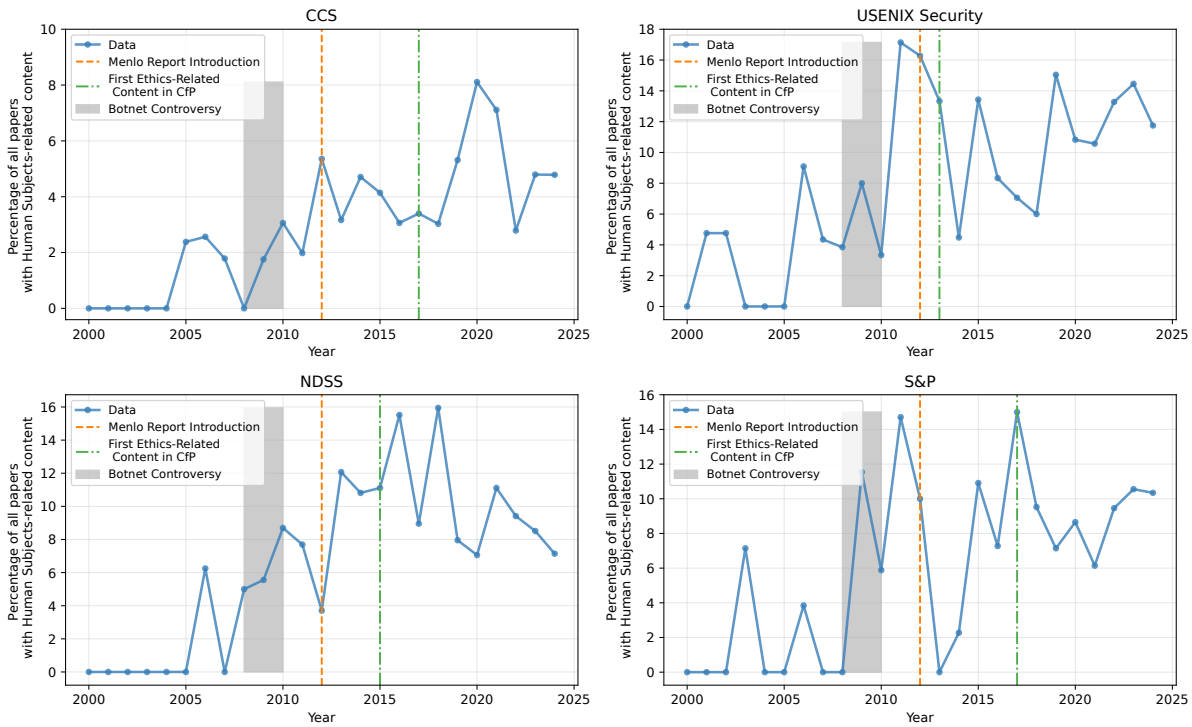 CCS
Percentage of all papers
with Human Subjects-related content
10
8
6
4
2
0
Data
Menlo Report Introduction
First Ethics-Related
Content in CfP
Botnet Controversy
2000 2005 2010 2015 2020 2025
Year
USENIX Security
Percentage of all papers
with Human Subjects-related content
18
16
14
12
10
8
6
4
2
0
Data
Menlo Report Introduction
First Ethics-Related
Content in CfP
Botnet Controversy
2000 2005 2010 2015 2020 2025
Year
NDSS
Percentage of all papers
with Human Subjects-related content
16
14
12
10
8
6
4
2
0
Data
Menlo Report Introduction
First Ethics-Related
Content in CfP
Botnet Controversy
2000 2005 2010 2015 2020 2025
Year
S&P
Percentage of all papers
with Human Subjects-related content
16
14
12
10
8
6
4
2
0
Data
Menlo Report Introduction
First Ethics-Related
Content in CfP
Botnet Controversy
2000 2005 2010 2015 2020 2025
Year